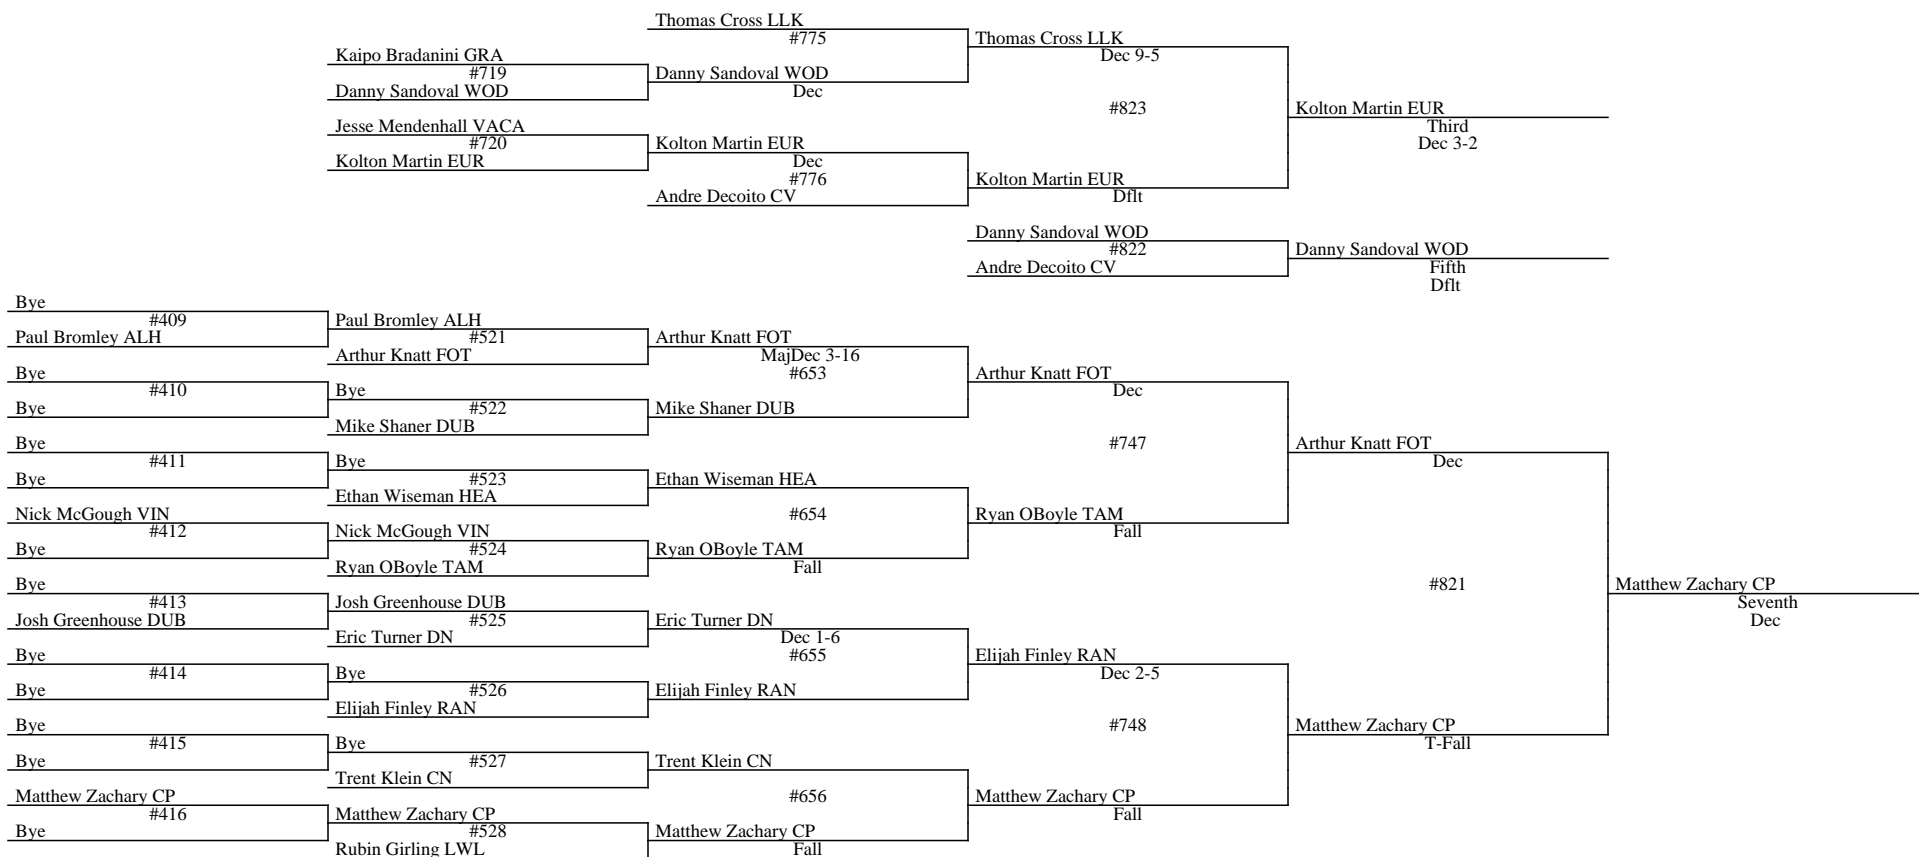 Thomas Cross LLK
#775
Thomas Cross LLK
Dec 9-5
Kaipo Bradanini GRA
#719
Danny Sandoval WOD
Danny Sandoval WOD
Dec
#823
Kolton Martin EUR
Third
Dec 3-2
Jesse Mendenhall VACA
#720
Kolton Martin EUR
Kolton Martin EUR
Dec
#776
Andre Decoito CV
Kolton Martin EUR
Dflt
Danny Sandoval WOD
#822
Andre Decoito CV
Danny Sandoval WOD
Fifth
Dflt
Bye
#409
Paul Bromley ALH
Paul Bromley ALH
#521
Arthur Knatt FOT
Arthur Knatt FOT
MajDec 3-16
#653
Bye
#410
Bye
Bye
#522
Mike Shaner DUB
Mike Shaner DUB
Arthur Knatt FOT
Dec
#747
Bye
#411
Bye
Bye
#523
Ethan Wiseman HEA
Ethan Wiseman HEA
#654
Nick McGough VIN
#412
Bye
Nick McGough VIN
#524
Ryan OBoyle TAM
Ryan OBoyle TAM
Fall
Ryan OBoyle TAM
Fall
Arthur Knatt FOT
Dec
#821
Matthew Zachary CP
Seventh
Dec
Bye
#413
Josh Greenhouse DUB
Josh Greenhouse DUB
#525
Eric Turner DN
Eric Turner DN
Dec 1-6
#655
Bye
#414
Bye
Bye
#526
Elijah Finley RAN
Elijah Finley RAN
Elijah Finley RAN
Dec 2-5
#748
Matthew Zachary CP
T-Fall
Bye
#415
Bye
Bye
#527
Trent Klein CN
Trent Klein CN
#656
Matthew Zachary CP
Fall
Matthew Zachary CP
#416
Bye
Matthew Zachary CP
#528
Rubin Girling LWL
Matthew Zachary CP
Fall